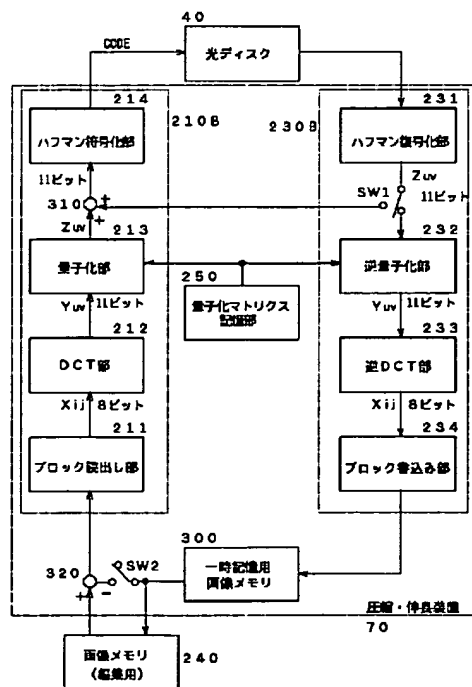 40
CODE
光ディスク
214
210B
230B
231
ハフマン符号化部
ハフマン復号化部
11ビット
Zuv
SW1
11ビット
310
+
+
Zuv
213
250
232
量子化部
逆量子化部
Yuv
11ビット
量子化マトリクス
記憶部
Yuv
11ビット
212
233
DCT部
逆DCT部
Xij
8ビット
Xij
8ビット
211
234
ブロック読出し部
ブロック書込み部
300
SW2
一時記憶用
画像メモリ
320
+
-
圧縮・伸長装置
70
画像メモリ
(編集用)
240